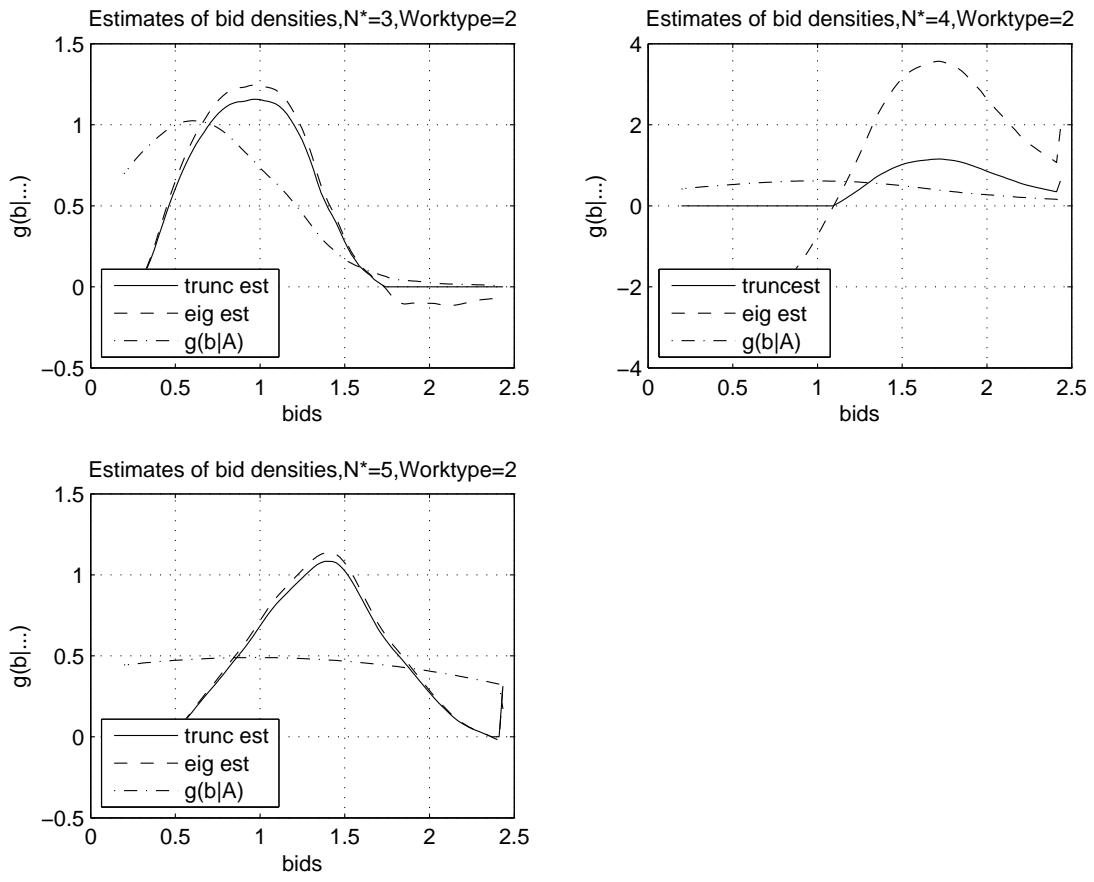 Estimates of bid densities,N*=3,Worktype=2
1.5
1
0.5
0
−0.5
g(b|...)
trunc est
eig est
g(b|A)
0 0.5 1 1.5 2 2.5
bids
Estimates of bid densities,N*=4,Worktype=2
4
2
0
−2
−4
g(b|...)
truncest
eig est
g(b|A)
0 0.5 1 1.5 2 2.5
bids
Estimates of bid densities,N*=5,Worktype=2
1.5
1
0.5
0
−0.5
g(b|...)
trunc est
eig est
g(b|A)
0 0.5 1 1.5 2 2.5
bids